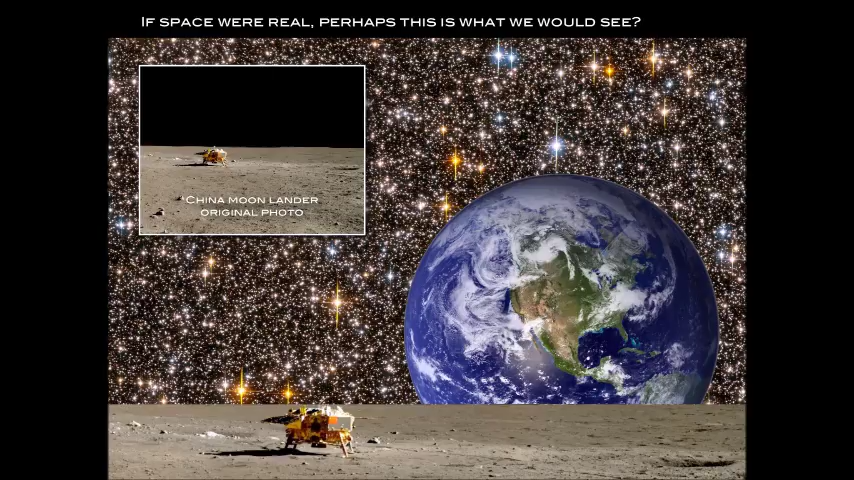 If space were real, perhaps this is what we would see?
*China moon lander
original photo